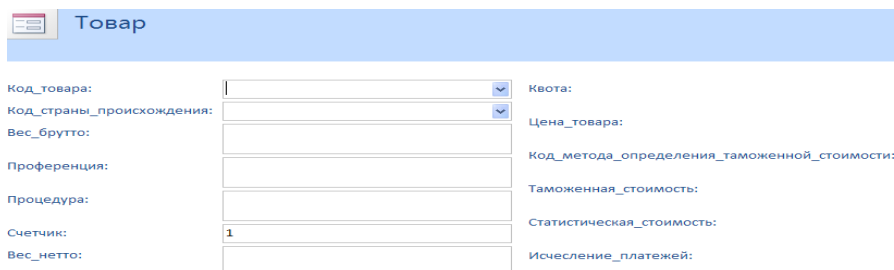 Товар
Код_товара:
Код_страны_происхождения:
Вес_брутто:
Проференция:
Процедура:
Счетчик: 1
Вес_нетто:
Квота:
Цена_товара:
Код_метода_определения_таможенной_стоимости:
Таможенная_стоимость:
Статистическая_стоимость:
Исчесление_платежей: